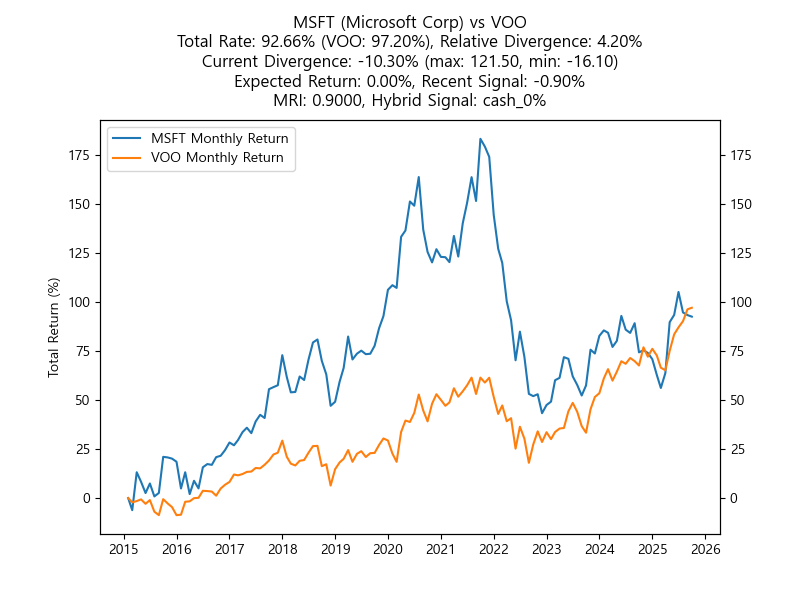 MSFT (Microsoft Corp) vs VOO
Total Rate: 92.66% (VOO: 97.20%), Relative Divergence: 4.20%
Current Divergence: -10.30% (max: 121.50, min: -16.10)
Expected Return: 0.00%, Recent Signal: -0.90%
MRI: 0.9000, Hybrid Signal: cash_0%
MSFT Monthly Return
VOO Monthly Return
Total Return (%)
175 175
150 150
125 125
100 100
75 75
50 50
25 25
0 0
2015 2016 2017 2018 2019 2020 2021 2022 2023 2024 2025 2026